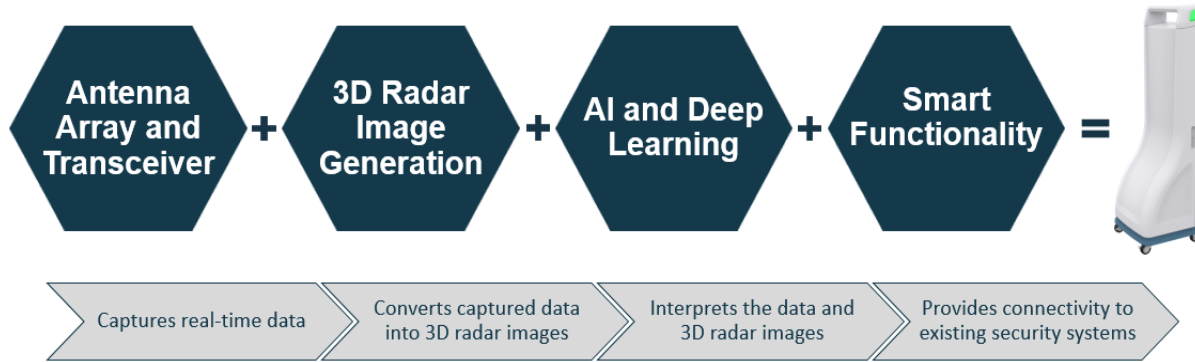 Antenna
Array and
Transceiver
+
3D Radar
Image
Generation
+
AI and Deep
Learning
+
Smart
Functionality
=
Captures real-time data
Converts captured data
into 3D radar images
Interprets the data and
3D radar images
Provides connectivity to
existing security systems